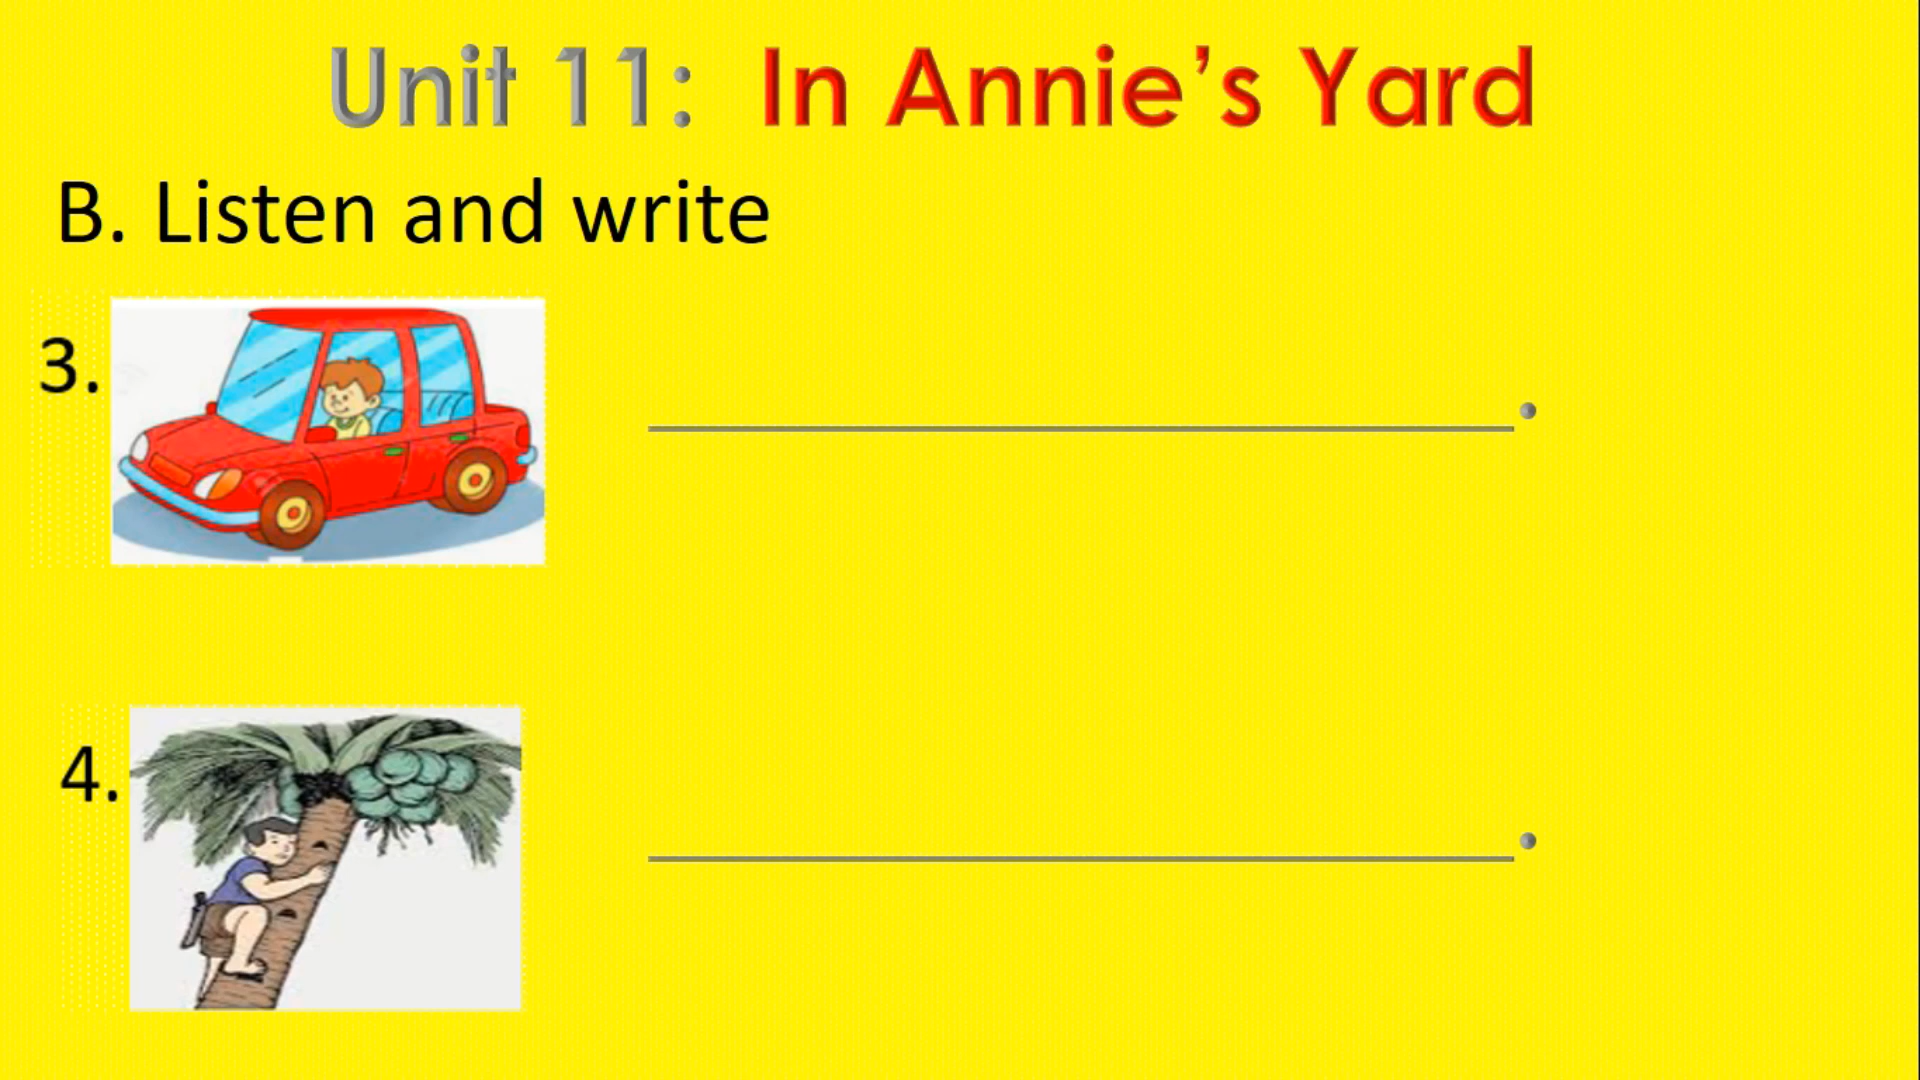 Unit 11: In Annie's Yard
B. Listen and write
3.
.
4.
.